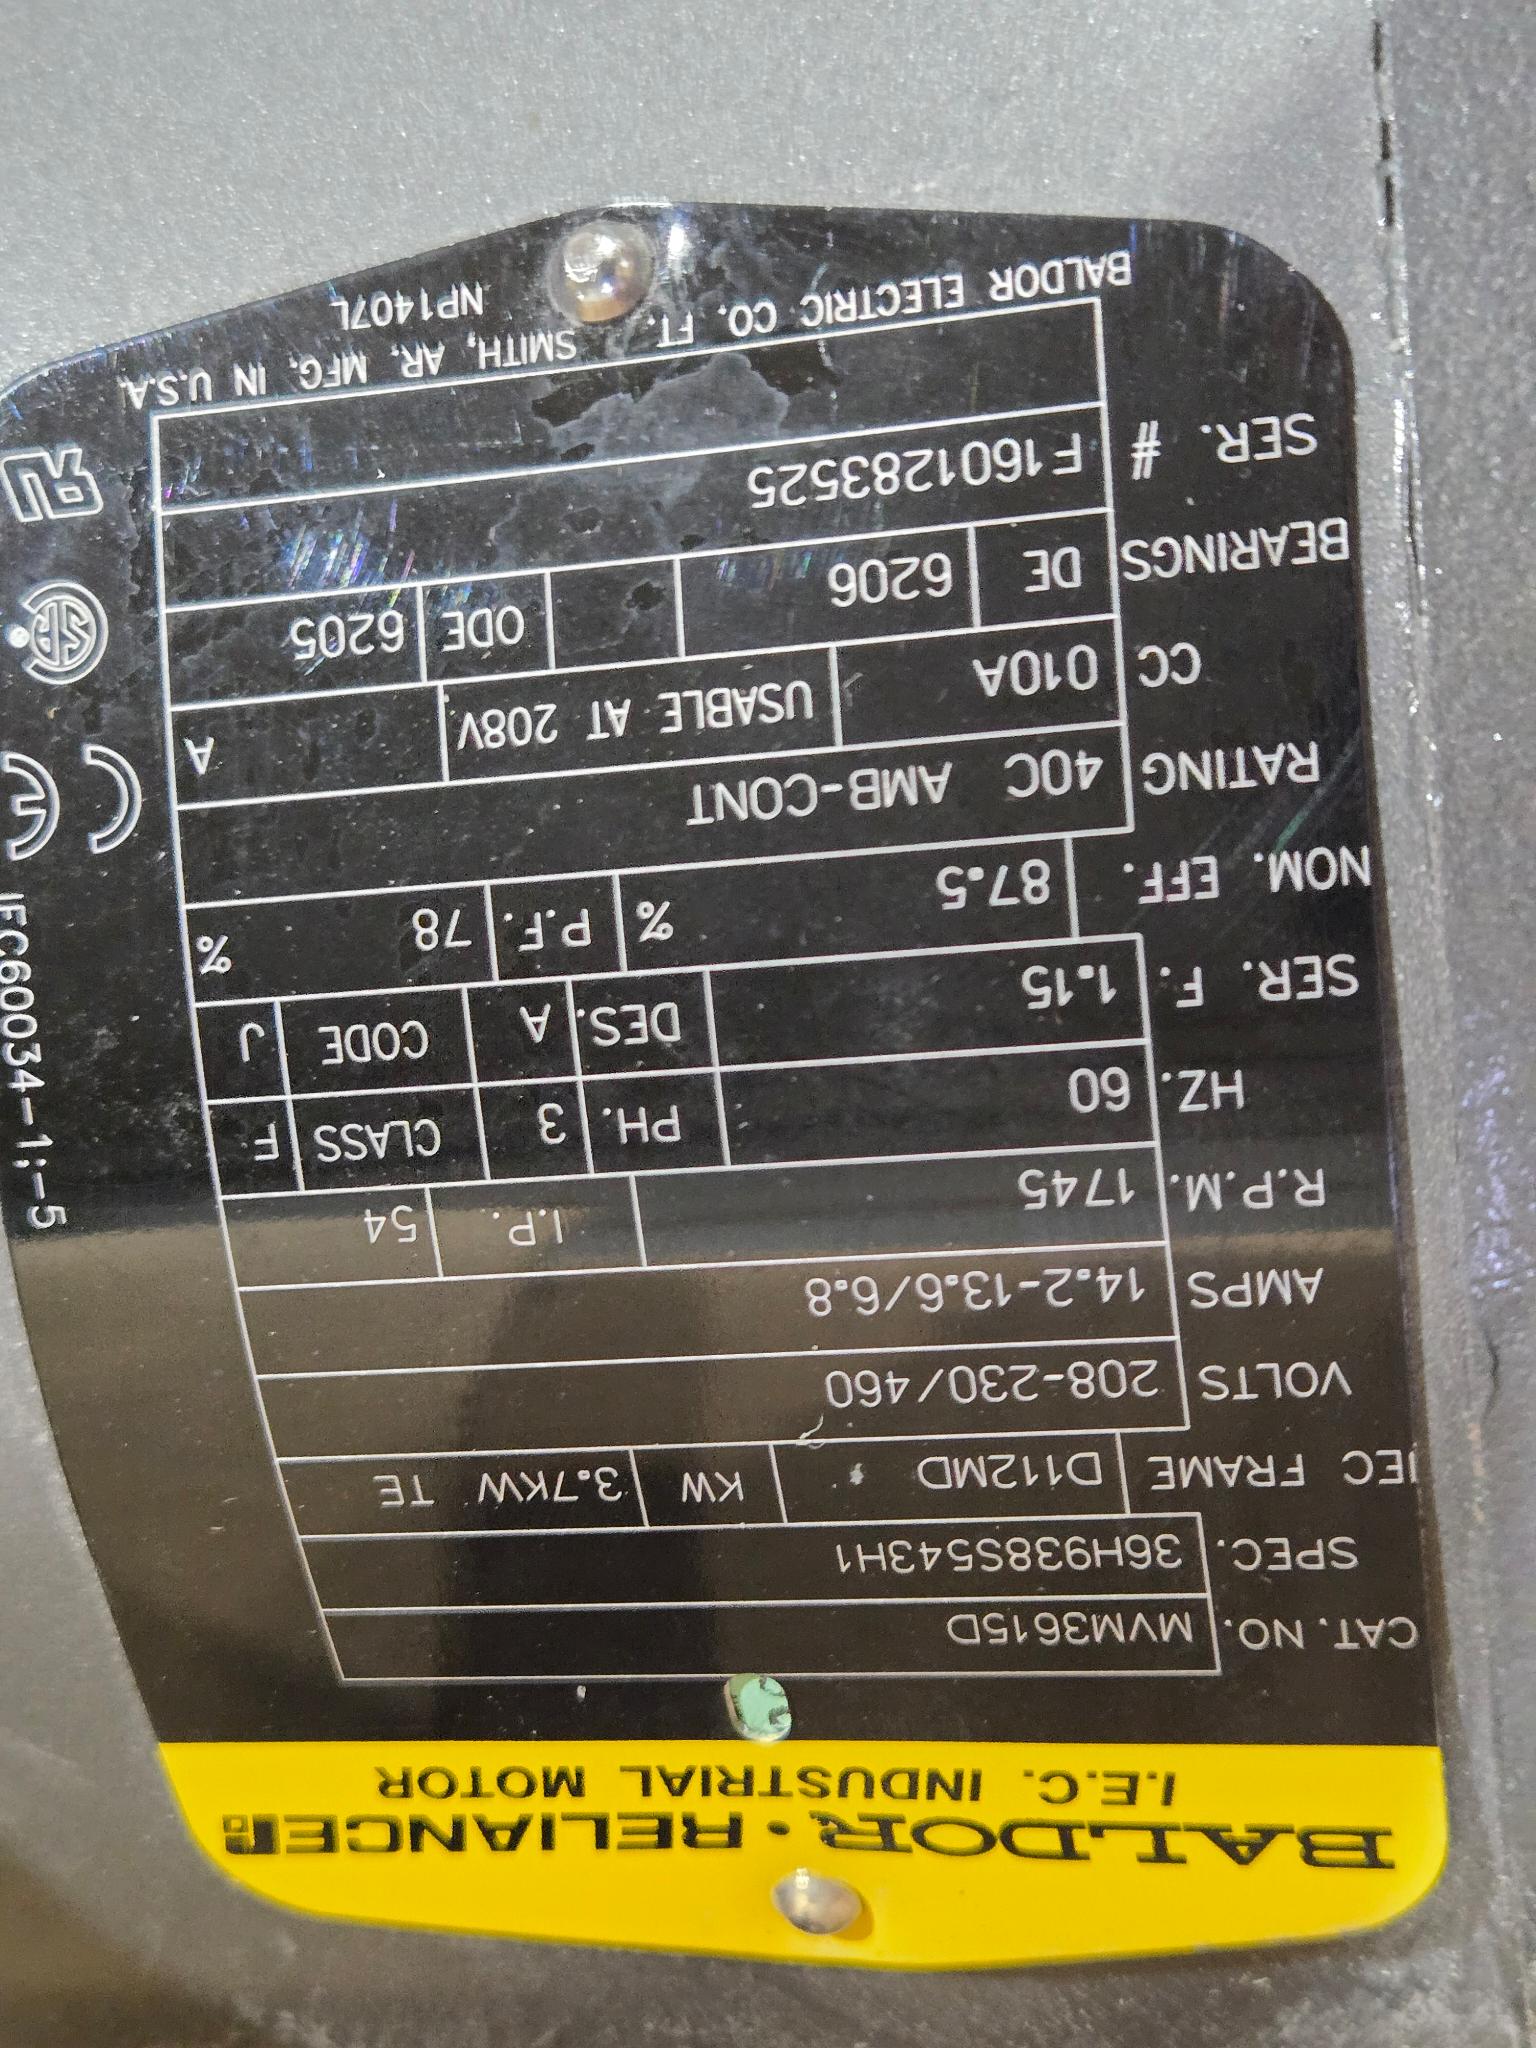 BALDOR · RELIANCE
I.E.C. INDUSTRIAL MOTOR
CAT. NO. MVM3615D
SPEC. 36H938S543H1
IEC FRAME D112MD KW 3.7KW TE
VOLTS 208-230/460
AMPS 14.2-13.6/6.8
R.P.M. 1745 I.P. 54
HZ. 60 PH. 3 CLASS F
SER. F. 1.15 DES. A CODE J
NOM. EFF. 87.5 % P.F. 78 %
RATING 40C AMB-CONT
CC 010A USABLE AT 208V A
BEARINGS DE 6206 ODE 6205
SER. # F1601283525
BALDOR ELECTRIC CO. FT. SMITH, AR. MFG. IN U.S.A.
NP1407L
IEC60034-1;-5
CE
SA
RU